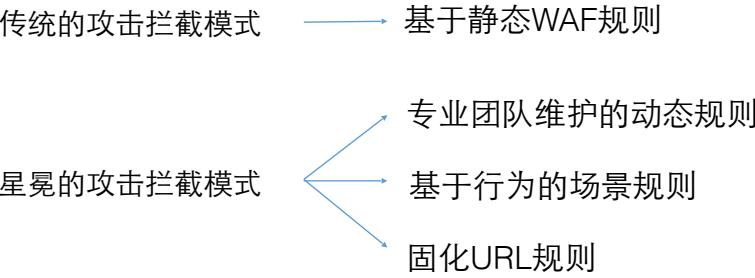 传统的攻击拦截模式
基于静态WAF规则
专业团队维护的动态规则
星冕的攻击拦截模式
基于行为的场景规则
固化URL规则